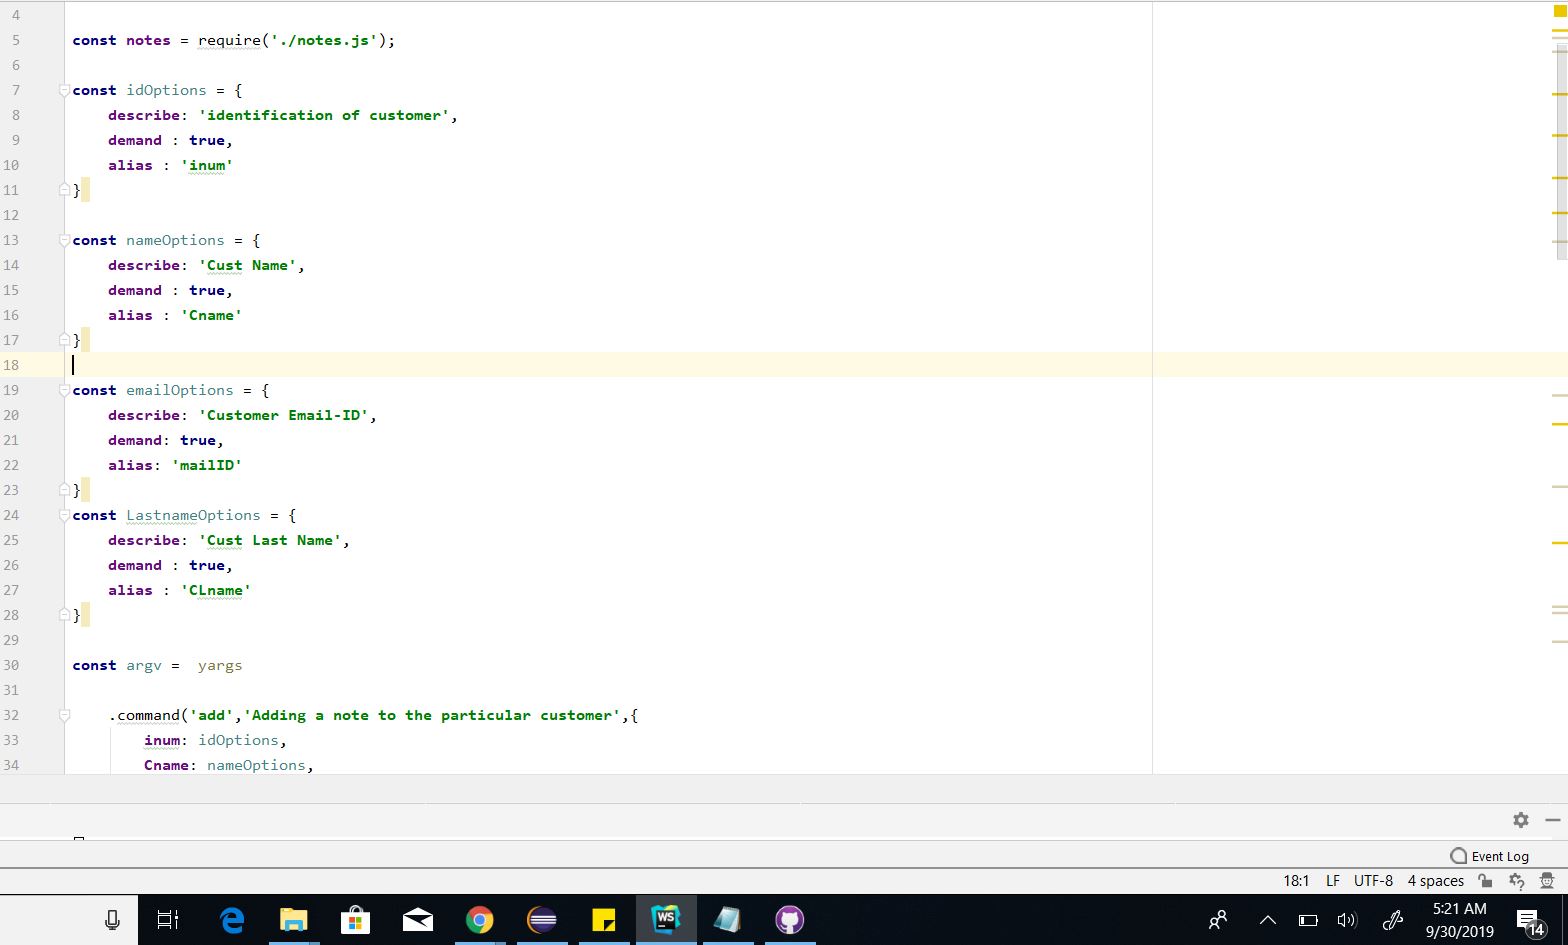 4
5 const notes = require('./notes.js');
6
7 const idOptions = {
8 describe: 'identification of customer',
9 demand : true,
10 alias : 'inum'
11 }
12
13 const nameOptions = {
14 describe: 'Cust Name',
15 demand : true,
16 alias : 'Cname'
17 }
18
19 const emailOptions = {
20 describe: 'Customer Email-ID',
21 demand: true,
22 alias: 'mailID'
23 }
24 const LastnameOptions = {
25 describe: 'Cust Last Name',
26 demand : true,
27 alias : 'CLname'
28 }
29
30 const argv =  yargs
31
32 .command('add','Adding a note to the particular customer',{
33 inum: idOptions,
34 Cname: nameOptions,
Event Log
18:1 LF UTF-8 4 spaces
WS
5:21 AM
9/30/2019
14